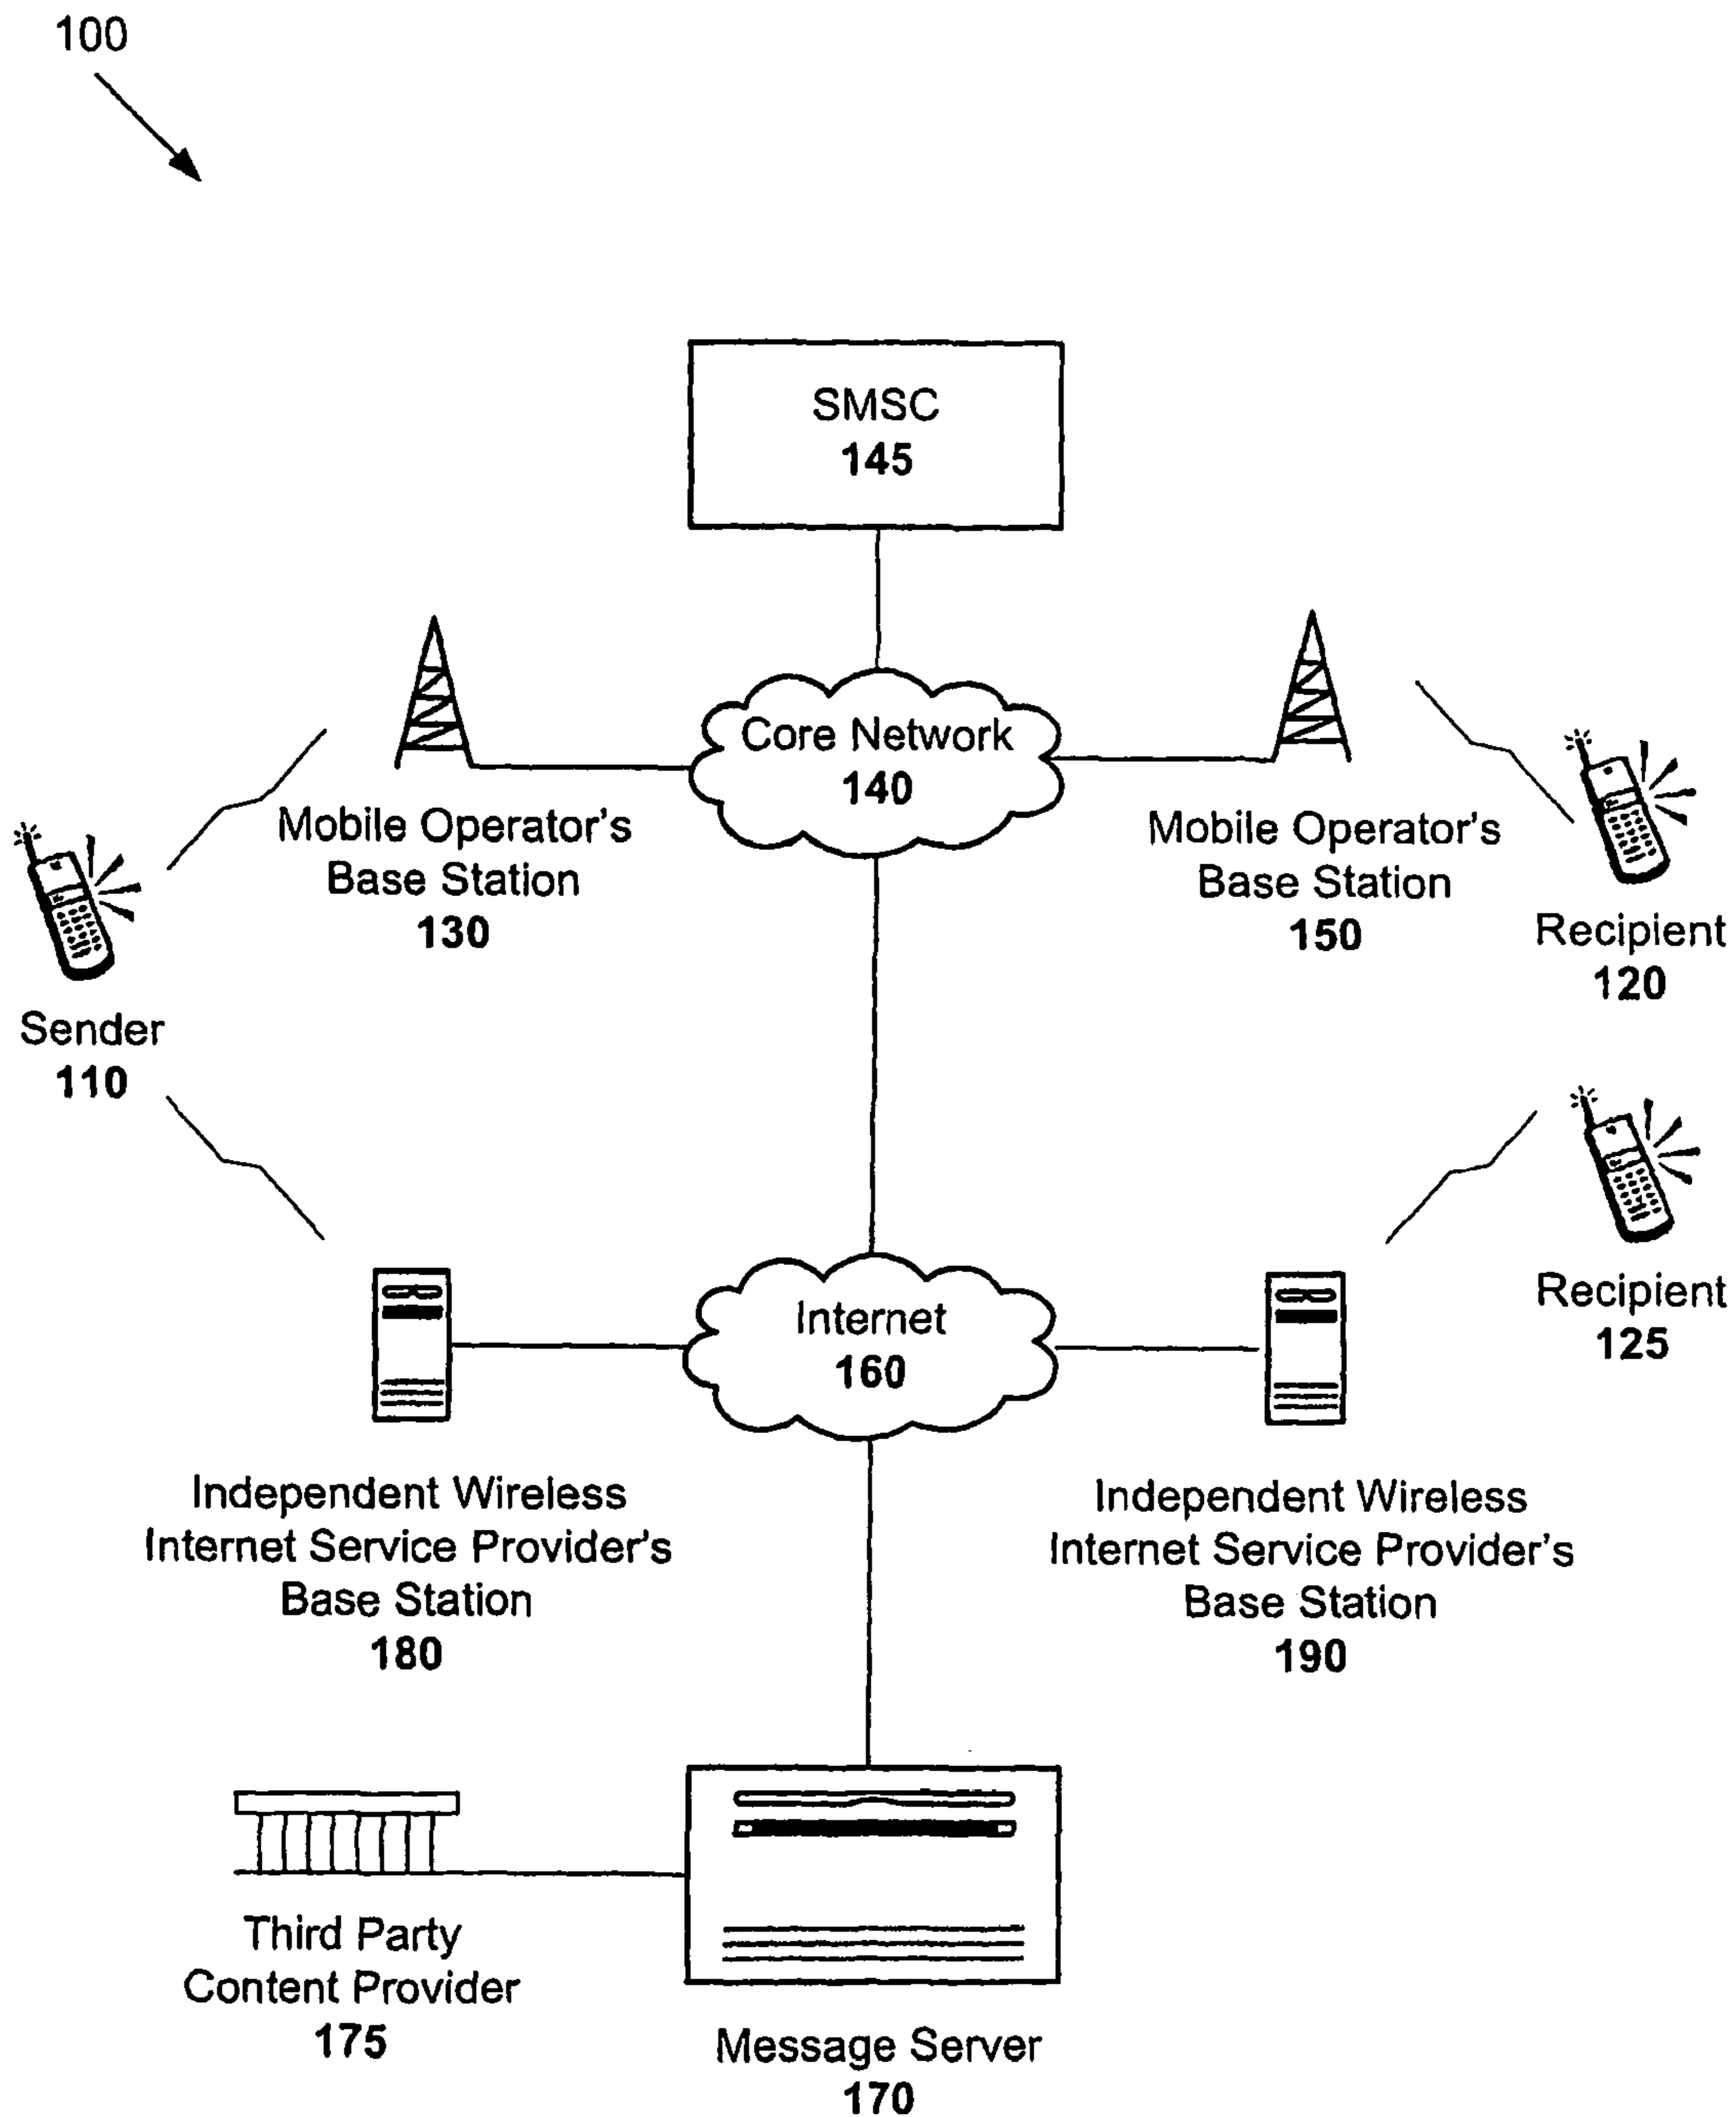 100
SMSC
145
Core Network
140
Mobile Operator's
Base Station
130
Mobile Operator's
Base Station
150
Recipient
120
Sender
110
Internet
160
Recipient
125
Independent Wireless
Internet Service Provider's
Base Station
180
Independent Wireless
Internet Service Provider's
Base Station
190
Third Party
Content Provider
175
Message Server
170